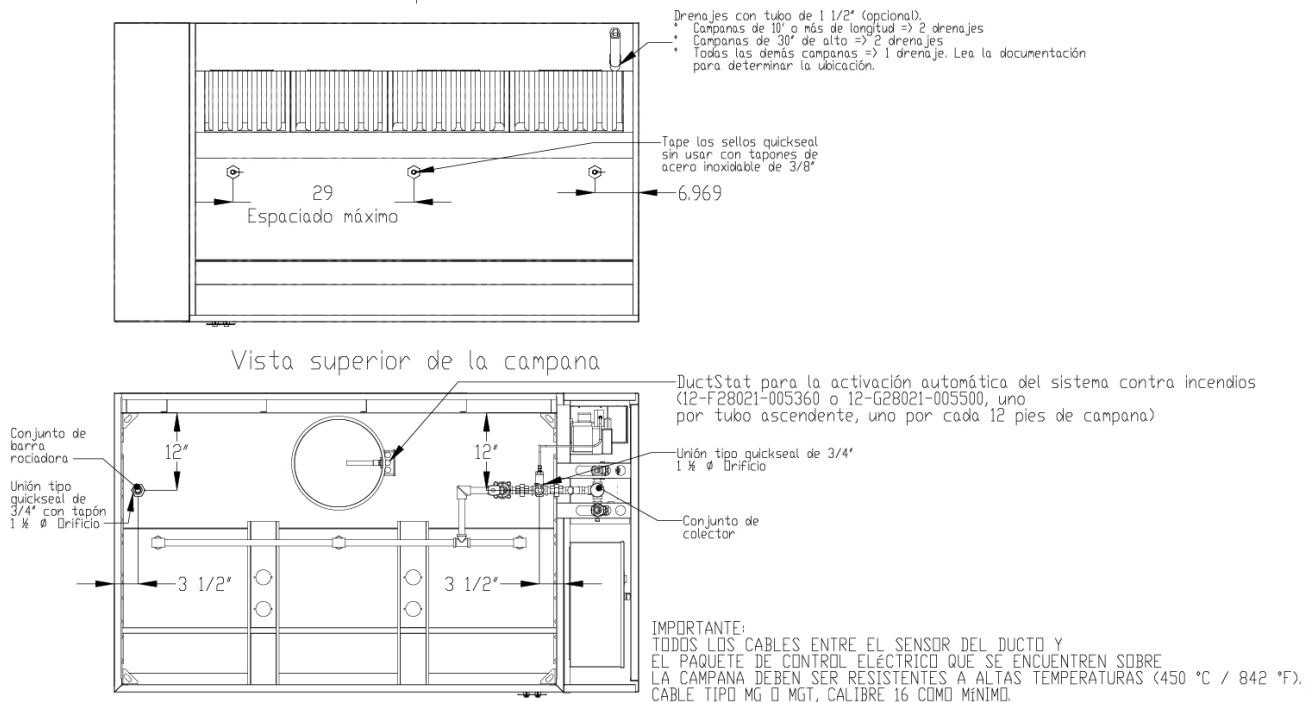 Drenajes con tubo de 1 1/2" (opcional).
° Campanas de 10' o más de longitud => 2 drenajes
° Campanas de 30" de alto => 2 drenajes
° Todas las demás campanas => 1 drenaje. Lea la documentación
para determinar la ubicación.
Tape los sellos quickseal
sin usar con tapones de
acero inoxidable de 3/8"
29
Espaciado máximo
6.969
Vista superior de la campana
DuctStat para la activación automática del sistema contra incendios
(12-F28021-005360 o 12-G28021-005500, uno
por tubo ascendente, uno por cada 12 pies de campana)
Conjunto de
barra
rociadora
12"
12"
Unión tipo quickseal de 3/4"
1 ⅛ Ø Orificio
Unión tipo
quickseal de
3/4" con tapón
1 ⅛ Ø Orificio
Conjunto de
colector
3 1/2"
3 1/2"
IMPORTANTE:
TODOS LOS CABLES ENTRE EL SENSOR DEL DUCTO Y
EL PAQUETE DE CONTROL ELÉCTRICO QUE SE ENCUENTREN SOBRE
LA CAMPANA DEBEN SER RESISTENTES A ALTAS TEMPERATURAS (450 °C / 842 °F).
CABLE TIPO MG O MGT, CALIBRE 16 COMO MÍNIMO.